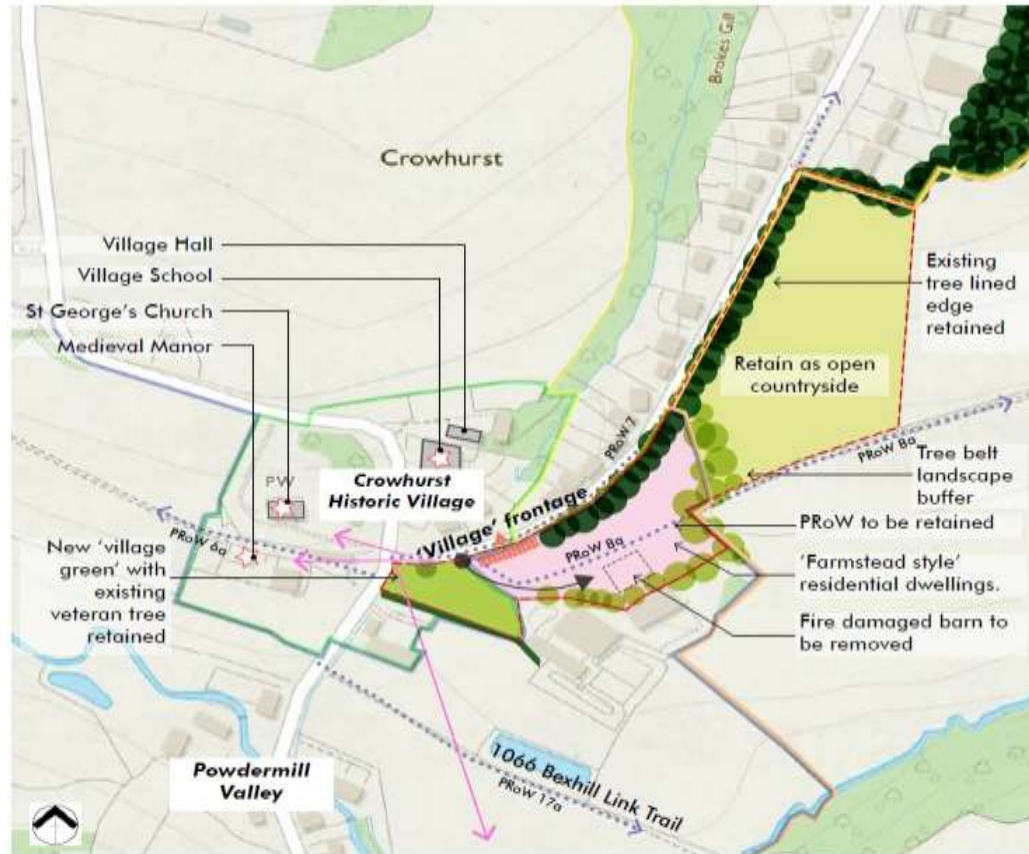 Brokes Gill
Crowhurst
Village Hall
Village School
St George's Church
Medieval Manor
PW
Crowhurst
Historic Village
PRoW 6a
New 'village
green' with
existing
veteran tree
retained
'Village' frontage
PRoW 7
PRoW 8a
Existing
tree lined
edge
retained
Retain as open
countryside
PRoW 8a
Tree belt
landscape
buffer
PRoW to be retained
'Farmstead style'
residential dwellings.
Fire damaged barn to
be removed
Powdermill
Valley
1066 Bexhill Link Trail
PRoW 17a